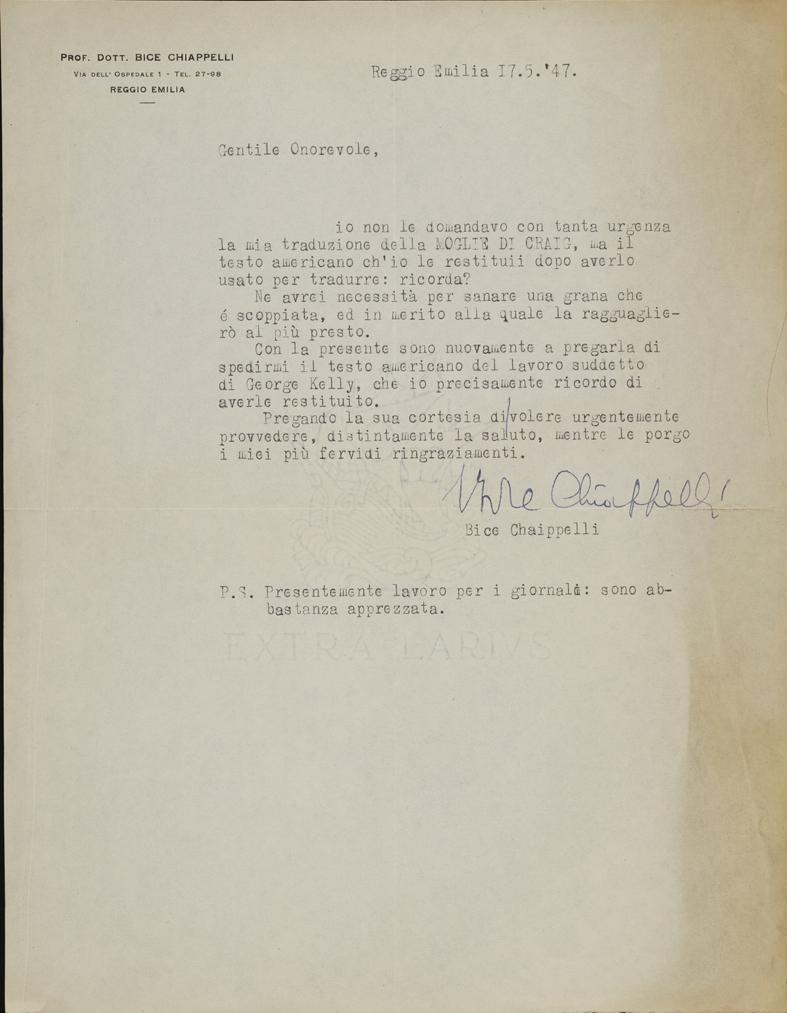 PROF. DOTT. BICE CHIAPPELLI
VIA DELL' OSPEDALE 1 - TEL. 27-98
REGGIO EMILIA
Reggio Emilia I7.5.'47.
Gentile Onorevole,
io non le domandavo con tanta urgenza
la mia traduzione della MOGLIE DI CRAIG, ma il
testo americano ch'io le restituii dopo averlo
usato per tradurre: ricorda?
Ne avrei necessità per sanare una grana che
é scoppiata, ed in merito alla quale la ragguaglie-
rò al più presto.
Con la presente sono nuovamente a pregarla di
spedirmi il testo americano del lavoro suddetto
di George Kelly, che io precisamente ricordo di
averle restituito.
Pregando la sua cortesia di/volere urgentemente
provvedere, distintamente la saluto, mentre le porgo
i miei più fervidi ringraziamenti.
Bice Chiappelli
Bice Chaippelli
P.S. Presentemente lavoro per i giornali: sono ab-
bastanza apprezzata.
EXTRA LARIVS